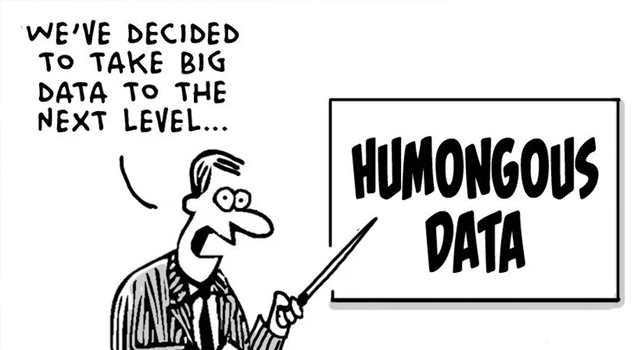 WE'VE DECIDED
TO TAKE BIG
DATA TO THE
NEXT LEVEL...
HUMONGOUS
DATA